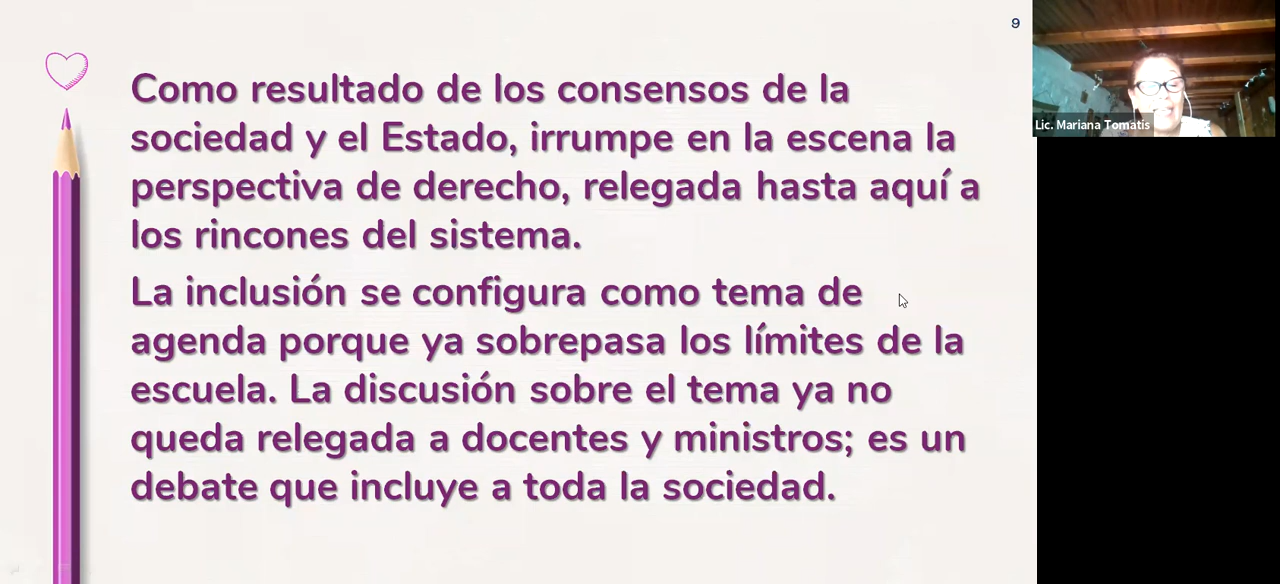 9
Como resultado de los consensos de la
sociedad y el Estado, irrumpe en la escena la
perspectiva de derecho, relegada hasta aquí a
los rincones del sistema.
La inclusión se configura como tema de
agenda porque ya sobrepasa los límites de la
escuela. La discusión sobre el tema ya no
queda relegada a docentes y ministros; es un
debate que incluye a toda la sociedad.
Lic. Mariana Tomatis